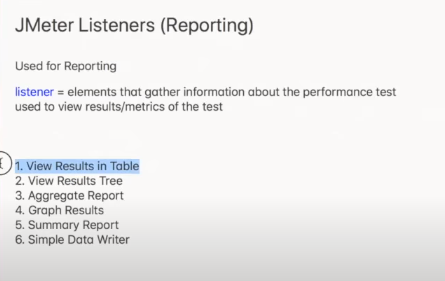 JMeter Listeners (Reporting)
Used for Reporting
listener = elements that gather information about the performance test
used to view results/metrics of the test
1. View Results in Table
2. View Results Tree
3. Aggregate Report
4. Graph Results
5. Summary Report
6. Simple Data Writer